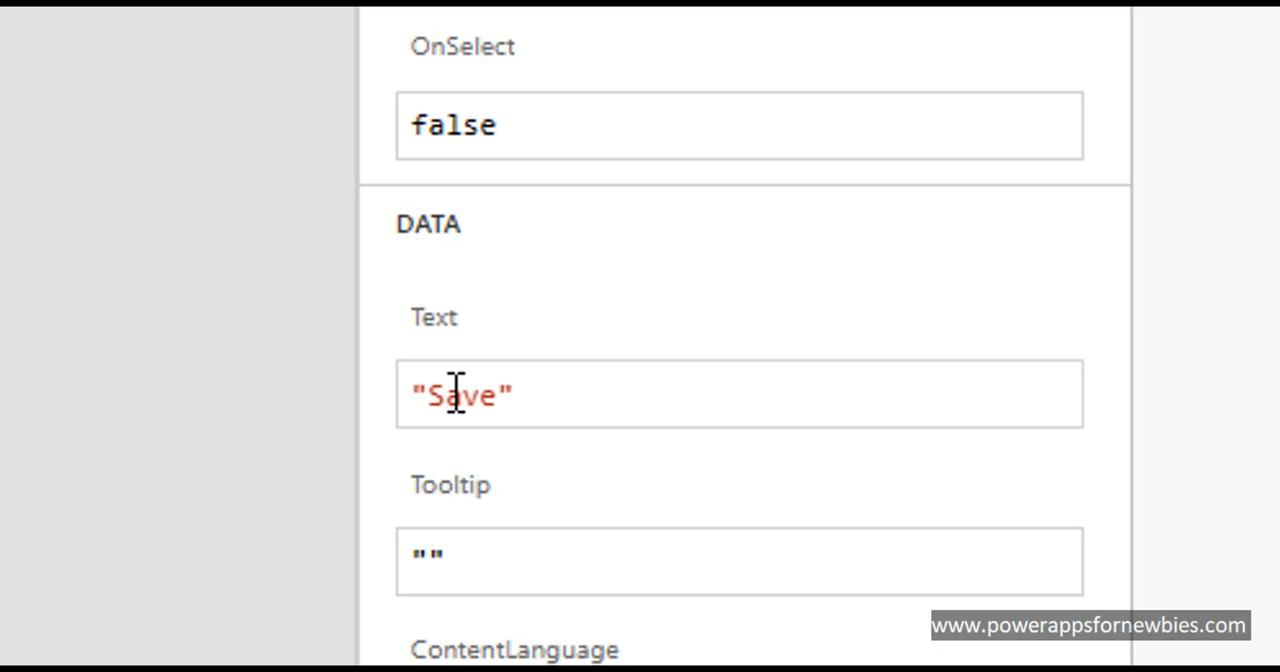 OnSelect
false
DATA
Text
"Save"
Tooltip
""
ContentLanguage
www.powerappsfornewbies.com